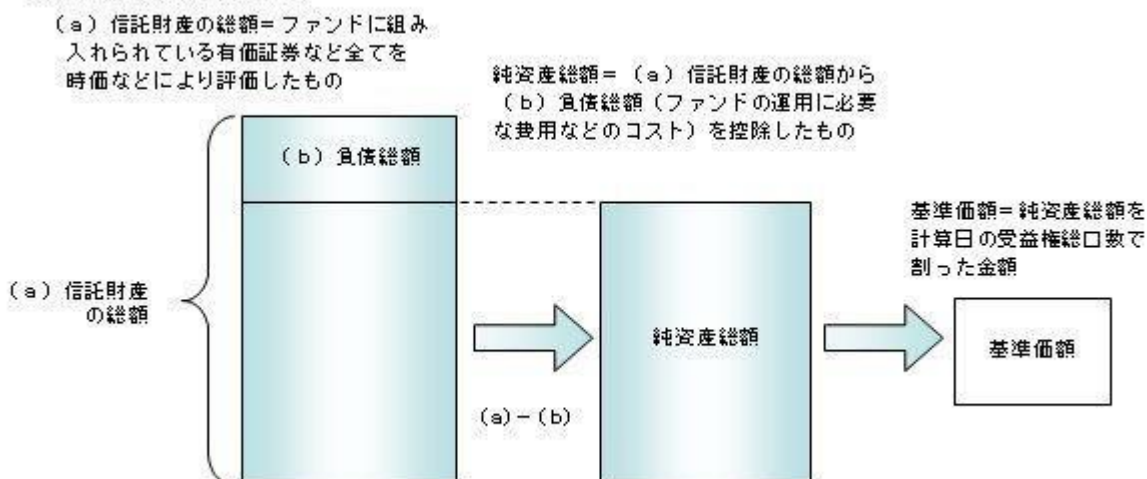 (a)信託財産の総額=ファンドに組み
入れられている有価証券など全てを
時価などにより評価したもの
純資産総額=(a)信託財産の総額から
(b)負債総額(ファンドの運用に必要
な費用などのコスト)を控除したもの
(b)負債総額
基準価額=純資産総額を
計算日の受益権総口数で
割った金額
(a)信託財産
の総額
純資産総額
基準価額
(a)-(b)